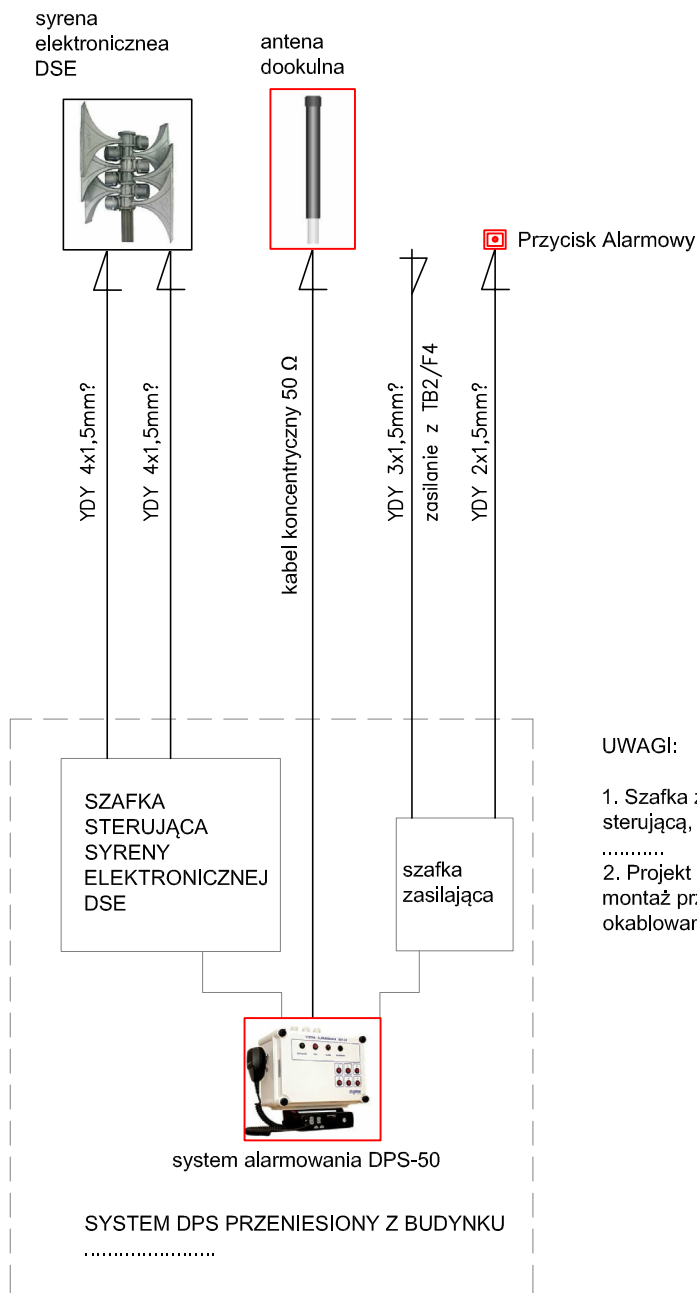 syrena
elektronicznea
DSE
antena
dookulna
Przycisk Alarmowy
YDY 4x1,5mm?
YDY 4x1,5mm?
kabel koncentryczny 50 Ω
YDY 3x1,5mm?
zasilanie z TB2/F4
YDY 2x1,5mm?
SZAFKA
STERUJĄCA
SYRENY
ELEKTRONICZNEJ
DSE
szafka
zasilająca
UWAGI:
1. Szafka
sterującą,
...........
2. Projekt
montaż
okablowan
system alarmowania DPS-50
SYSTEM DPS PRZENIESIONY Z BUDYNKU
.......................